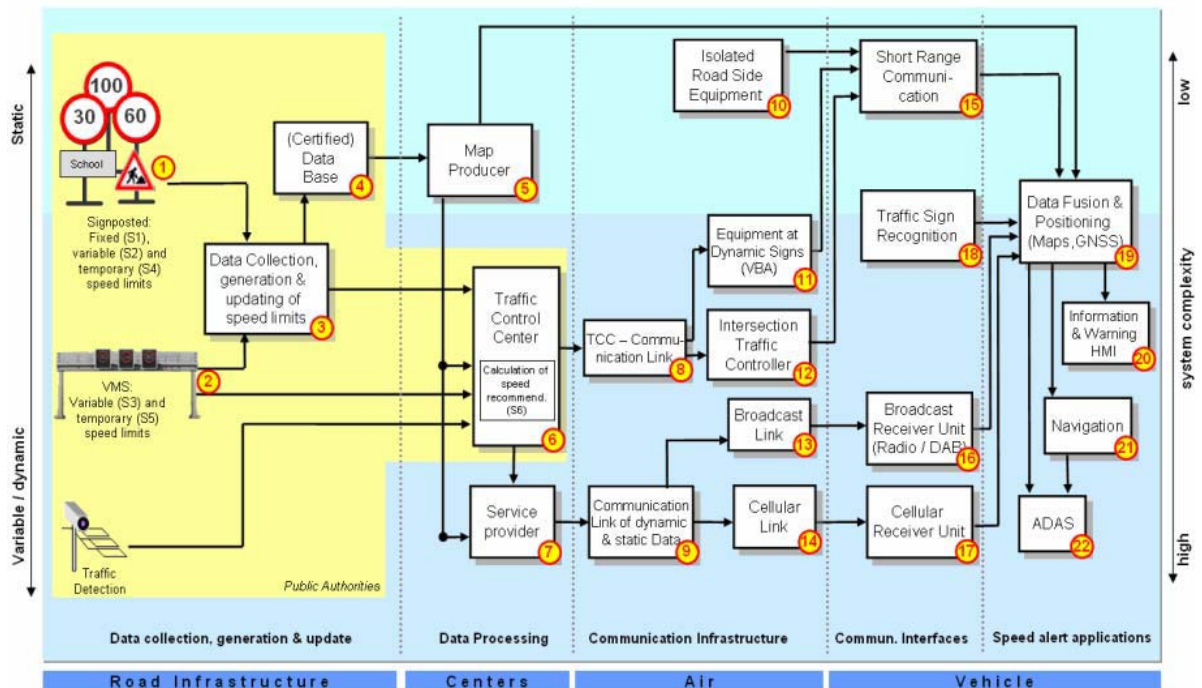 Static
Variable / dynamic
100
30
60
School
1
Signposted:
Fixed (S1),
variable (S2) and
temporary (S4)
speed limits
2
VMS:
Variable (S3) and
temporary (S5)
speed limits
Traffic
Detection
Data Collection,
generation &
updating of
speed limits
3
(Certified)
Data
Base
4
Public Authorities
Map
Producer
5
Traffic
Control
Center
Calculation of
speed
recommend.
(S6)
6
Service
provider
7
TCC – Commu-
nication Link
8
Communication
Link of dynamic
& static Data
9
Isolated
Road Side
Equipment
10
Equipment at
Dynamic Signs
(VBA)
11
Intersection
Traffic
Controller
12
Broadcast
Link
13
Cellular
Link
14
Short Range
Communi-
cation
15
Traffic Sign
Recognition
18
Broadcast
Receiver Unit
(Radio / DAB)
16
Cellular
Receiver Unit
17
Data Fusion &
Positioning
(Maps,GNSS)
19
Information
& Warning
HMI
20
Navigation
21
ADAS
22
low
system complexity
high
Data collection, generation & update
Data Processing
Communication Infrastructure
Commun. Interfaces
Speed alert applications
Road Infrastructure
Centers
Air
Vehicle